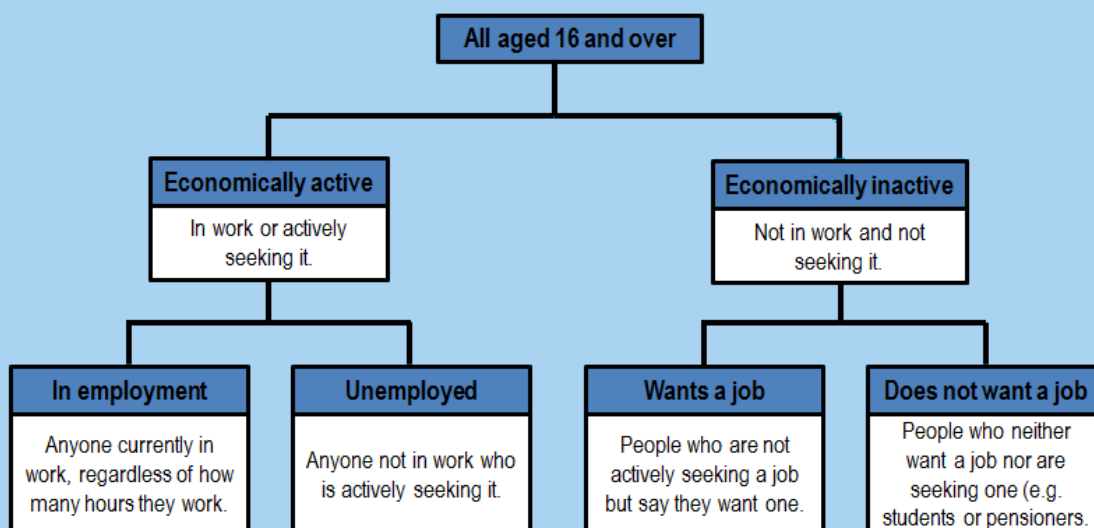 All aged 16 and over
Economically active
In work or actively
seeking it.
Economically inactive
Not in work and not
seeking it.
In employment
Anyone currently in
work, regardless of how
many hours they work.
Unemployed
Anyone not in work who
is actively seeking it.
Wants a job
People who are not
actively seeking a job
but say they want one.
Does not want a job
People who neither
want a job nor are
seeking one (e.g.
students or pensioners.